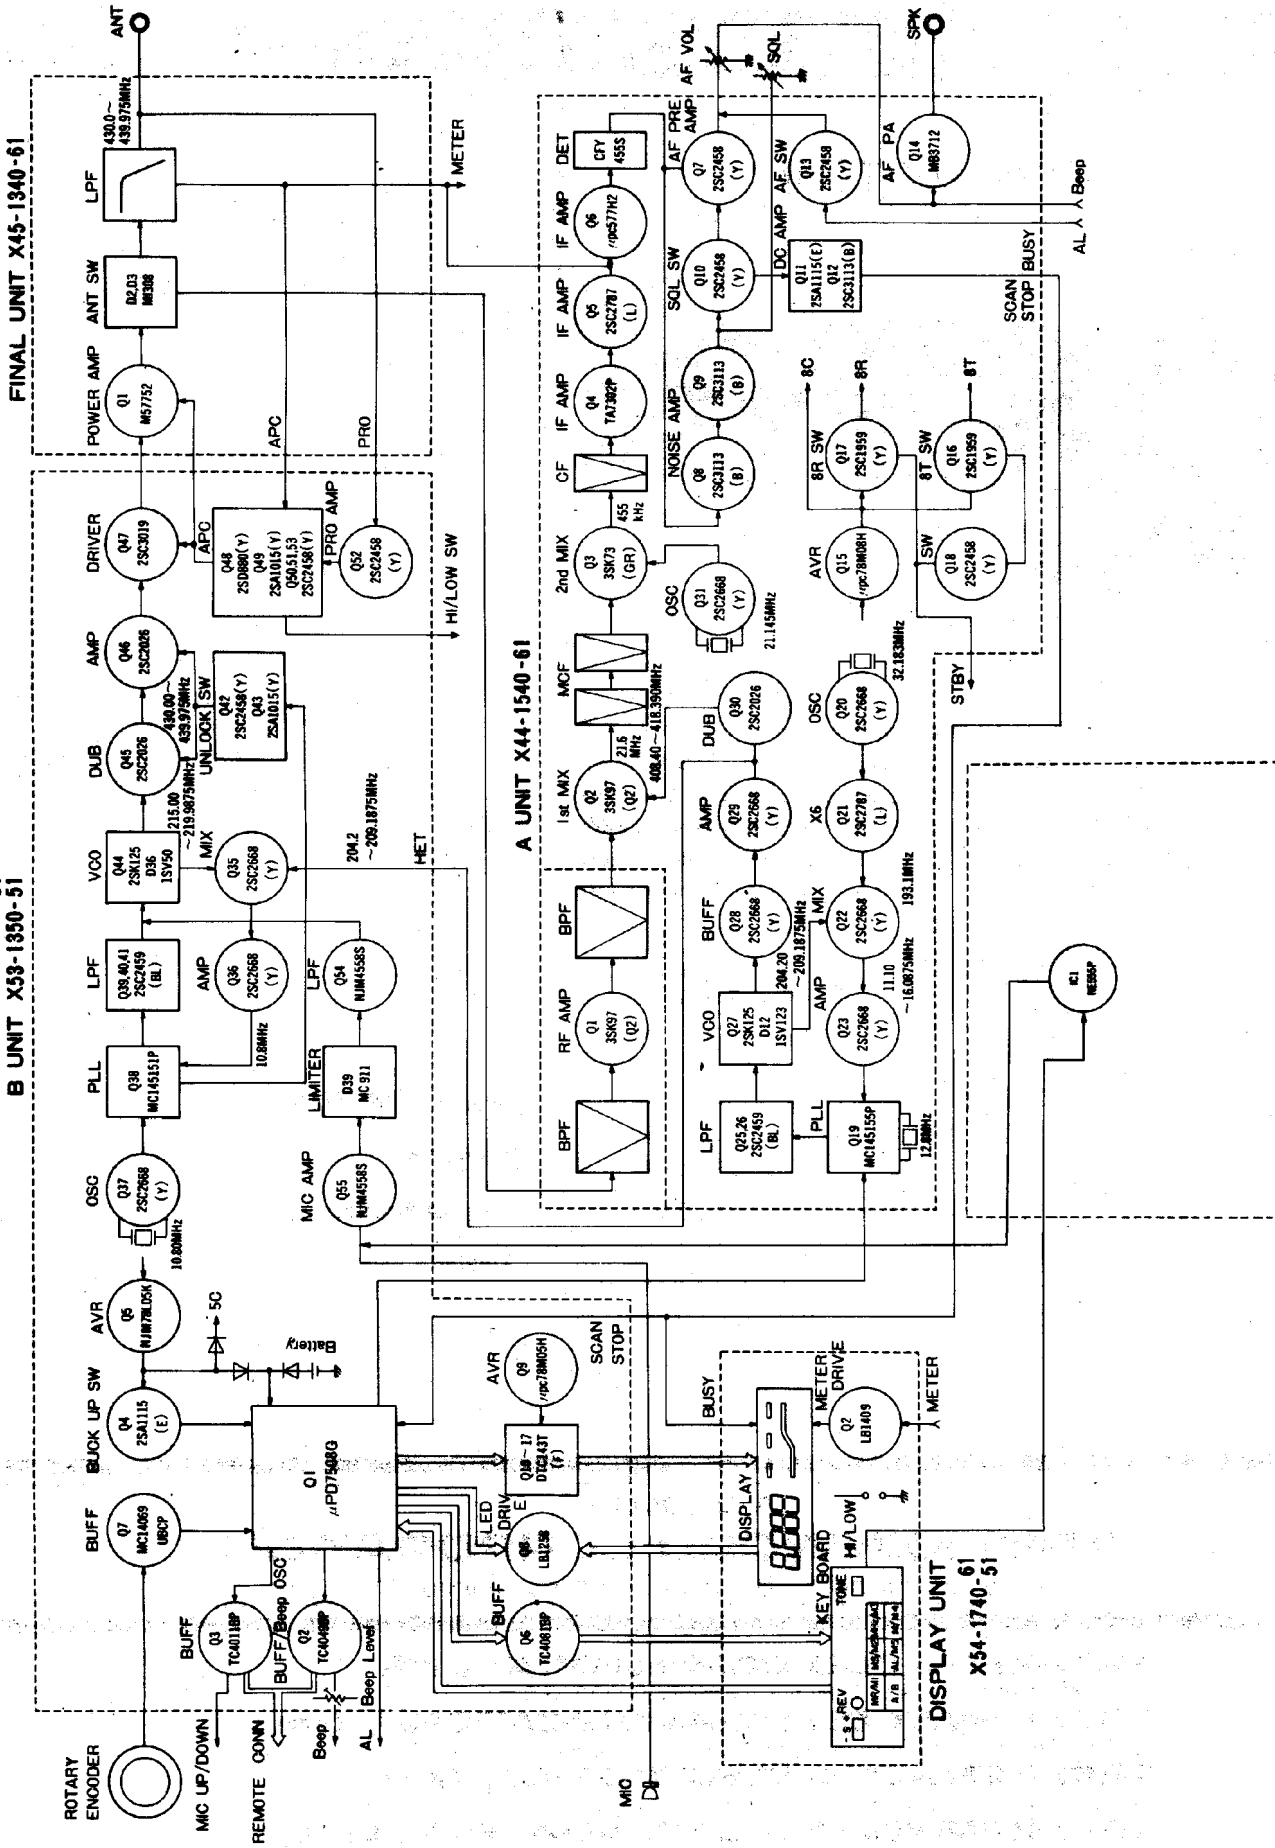 B UNIT X53-1350-51
FINAL UNIT X45-1340-61
ROTARY
ENCODER
BUFF
Q7
MC14069
UBCP
BUCK UP SW
Q4
2SA1115
(E)
AVR
Q5
NJM78L05K
OSC
Q37
2SC2668
(Y)
10.80MHz
PLL
Q38
MC145151P
LPF
Q39,40,41
2SC2459
(BL)
VCO
Q44
2SK125
D36
1SV50
215.00
~219.9875MHz
DUB
Q45
2SC2026
430.00~
439.975MHz
AMP
Q46
2SC2026
DRIVER
Q47
2SC3019
POWER AMP
Q1
M57752
ANT SW
D2,D3
MI308
LPF
430.0~
439.975MHz
ANT
MIC UP/DOWN
REMOTE CONN
Beep
AL
BUFF
Q3
TC4011BP
BUFF/Beep OSC
Q2
TC4049BP
Beep Level
Q1
μPD7508G
5C
Battery
AMP
Q36
2SC2668
(Y)
10.8MHz
MIX
Q35
2SC2668
(Y)
204.2
~209.1875MHz
HET
UNLOCK SW
Q42
2SC2458(Y)
Q43
2SA1015(Y)
APC
Q48
2SD880(Y)
Q49
2SA1015(Y)
Q50,51,53
2SC2458(Y)
PRO AMP
Q52
2SC2458
(Y)
HI/LOW SW
APC
PRO
METER
MIC AMP
Q55
NJM4558S
LIMITER
D39
MC 911
LPF
Q54
NJM4558S
BUFF
Q6
TC4081BP
LED
DRIVE
Q8
LB1258
Q10~17
DTC143T
(F)
AVR
Q9
μpc78M05H
SCAN
STOP
MIC
A UNIT X44-1540-61
BPF
RF AMP
Q1
3SK97
(Q2)
BPF
1st MIX
Q2
3SK97
(Q2)
21.6
MHz
408.40~418.390MHz
MCF
2nd MIX
Q3
3SK73
(GR)
455
kHz
CF
IF AMP
Q4
TA7302P
IF AMP
Q5
2SC2787
(L)
IF AMP
Q6
μpc577H2
DET
CFY
455S
OSC
Q31
2SC2668
(Y)
21.145MHz
NOISE AMP
Q8
2SC3113
(B)
Q9
2SC3113
(B)
SQL SW
Q10
2SC2458
(Y)
AF PRE
AMP
Q7
2SC2458
(Y)
AF VOL
SQL
DC AMP
Q11
2SA1115(E)
Q12
2SC3113(B)
AF SW
Q13
2SC2458
(Y)
AF PA
Q14
MB3712
SPK
AL
Beep
SCAN
STOP
BUSY
LPF
Q25,26
2SC2459
(BL)
VCO
Q27
2SK125
D12
1SV123
204.20
~209.1875MHz
BUFF
Q28
2SC2668
(Y)
AMP
Q29
2SC2668
(Y)
DUB
Q30
2SC2026
PLL
Q19
MC145155P
12.8MHz
AMP
Q23
2SC2668
(Y)
11.10
~16.0875MHz
MIX
Q22
2SC2668
(Y)
193.1MHz
X6
Q21
2SC2787
(L)
OSC
Q20
2SC2668
(Y)
32.183MHz
AVR
Q15
μpc78M08H
8R SW
Q17
2SC1959
(Y)
8T SW
Q16
2SC1959
(Y)
SW
Q18
2SC2458
(Y)
8C
8R
8T
STBY
IC1
NE555P
BUSY
DISPLAY
METER
DRIVE
Q2
LB1409
METER
KEY BOARD
HI/LOW
TONE
- S +
REV
A/B
DISPLAY UNIT
X54-1740-61
51